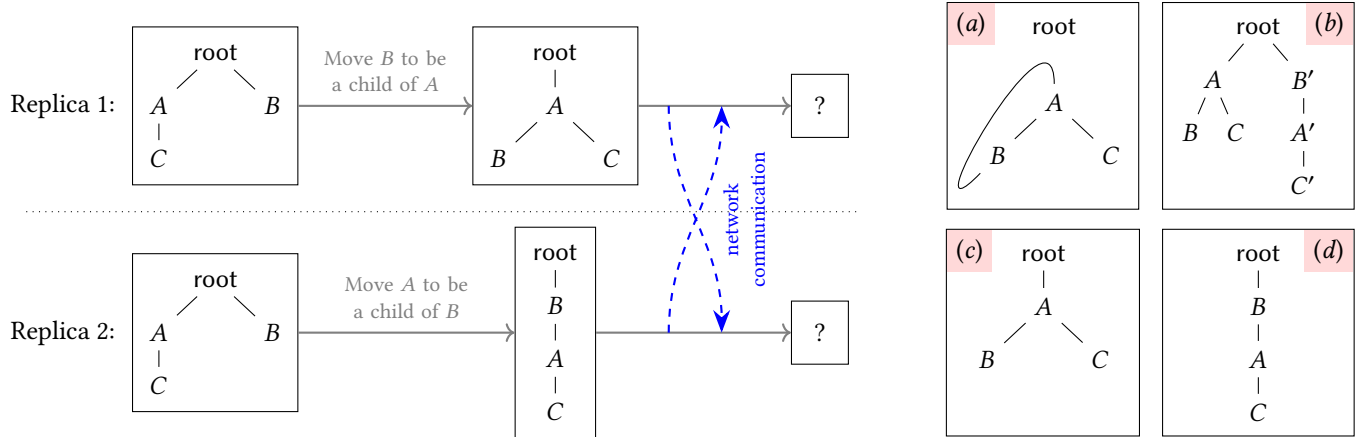 Replica 1:
root
A
B
C
Move B to be
a child of A
root
A
B
C
?
network
communication
Replica 2:
root
A
B
C
Move A to be
a child of B
root
B
A
C
?
(a)
root
A
B
C
(b)
root
A
B′
B
C
A′
C′
(c)
root
A
B
C
(d)
root
B
A
C